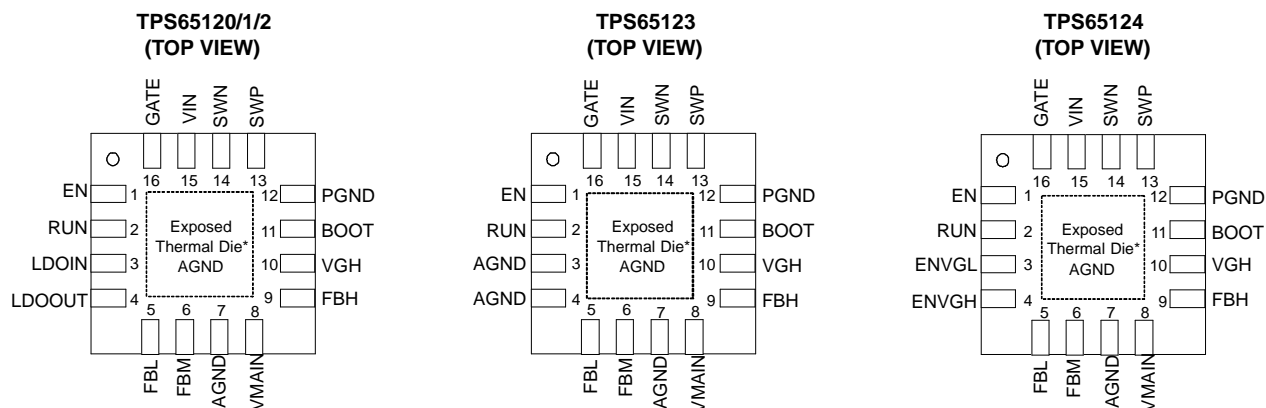 TPS65120/1/2
(TOP VIEW)
GATE
VIN
SWN
SWP
16
15
14
13
EN
1
RUN
2
LDOIN
3
LDOOUT
4
12
PGND
11
BOOT
10
VGH
9
FBH
Exposed
Thermal Die*
AGND
5
6
7
8
FBL
FBM
AGND
VMAIN
TPS65123
(TOP VIEW)
GATE
VIN
SWN
SWP
16
15
14
13
EN
1
RUN
2
AGND
3
AGND
4
12
PGND
11
BOOT
10
VGH
9
FBH
Exposed
Thermal Die*
AGND
5
6
7
8
FBL
FBM
AGND
VMAIN
TPS65124
(TOP VIEW)
GATE
VIN
SWN
SWP
16
15
14
13
EN
1
RUN
2
ENVGL
3
ENVGH
4
12
PGND
11
BOOT
10
VGH
9
FBH
Exposed
Thermal Die*
AGND
5
6
7
8
FBL
FBM
AGND
VMAIN